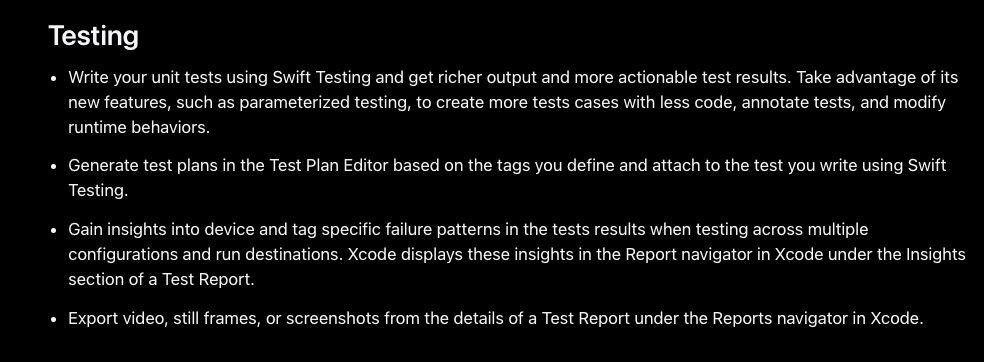 Testing
• Write your unit tests using Swift Testing and get richer output and more actionable test results. Take advantage of its
new features, such as parameterized testing, to create more tests cases with less code, annotate tests, and modify
runtime behaviors.
• Generate test plans in the Test Plan Editor based on the tags you define and attach to the test you write using Swift
Testing.
• Gain insights into device and tag specific failure patterns in the tests results when testing across multiple
configurations and run destinations. Xcode displays these insights in the Report navigator in Xcode under the Insights
section of a Test Report.
• Export video, still frames, or screenshots from the details of a Test Report under the Reports navigator in Xcode.